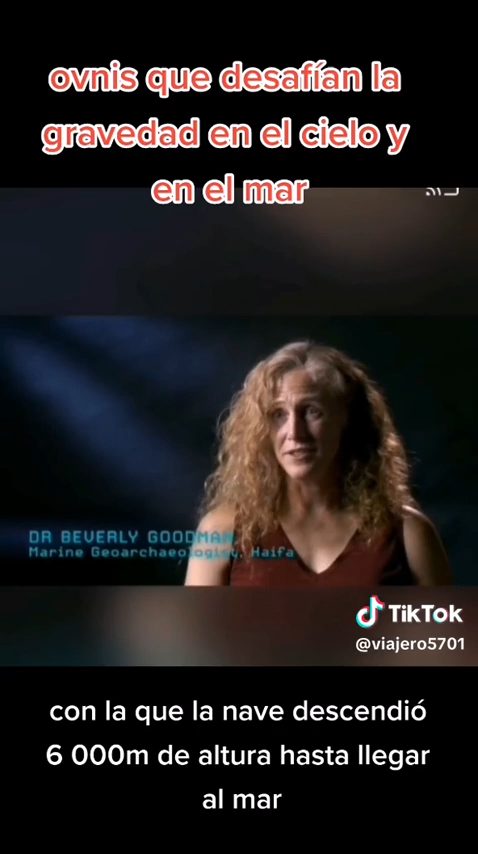 ovnis que desafían la
gravedad en el cielo y
en el mar
DR BEVERLY GOODMAN
Marine Geoarchaeologist, Haifa
TikTok
@viajero5701
con la que la nave descendió
6 000m de altura hasta llegar
al mar